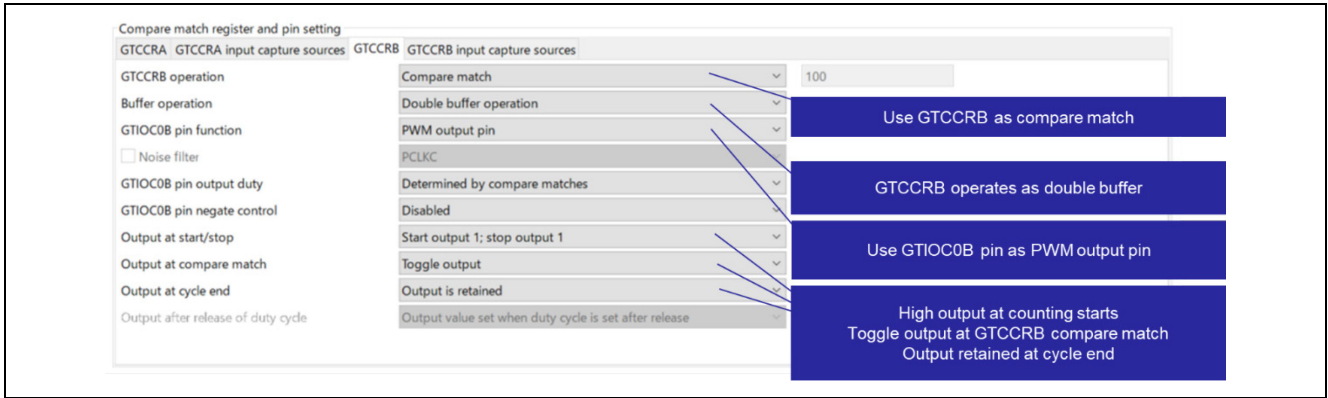 Compare match register and pin setting
GTCCRA GTCCRA input capture sources GTCCRB GTCCRB input capture sources
GTCCRB operation Compare match 100
Buffer operation Double buffer operation
GTIOC0B pin function PWM output pin
Noise filter PCLKC
GTIOC0B pin output duty Determined by compare matches
GTIOC0B pin negate control Disabled
Output at start/stop Start output 1; stop output 1
Output at compare match Toggle output
Output at cycle end Output is retained
Output after release of duty cycle Output value set when duty cycle is set after release
Use GTCCRB as compare match
GTCCRB operates as double buffer
Use GTIOC0B pin as PWM output pin
High output at counting starts
Toggle output at GTCCRB compare match
Output retained at cycle end